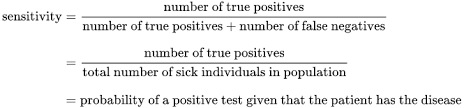 sensitivity = number of true positives / number of true positives + number of false negatives
= number of true positives / total number of sick individuals in population
= probability of a positive test given that the patient has the disease